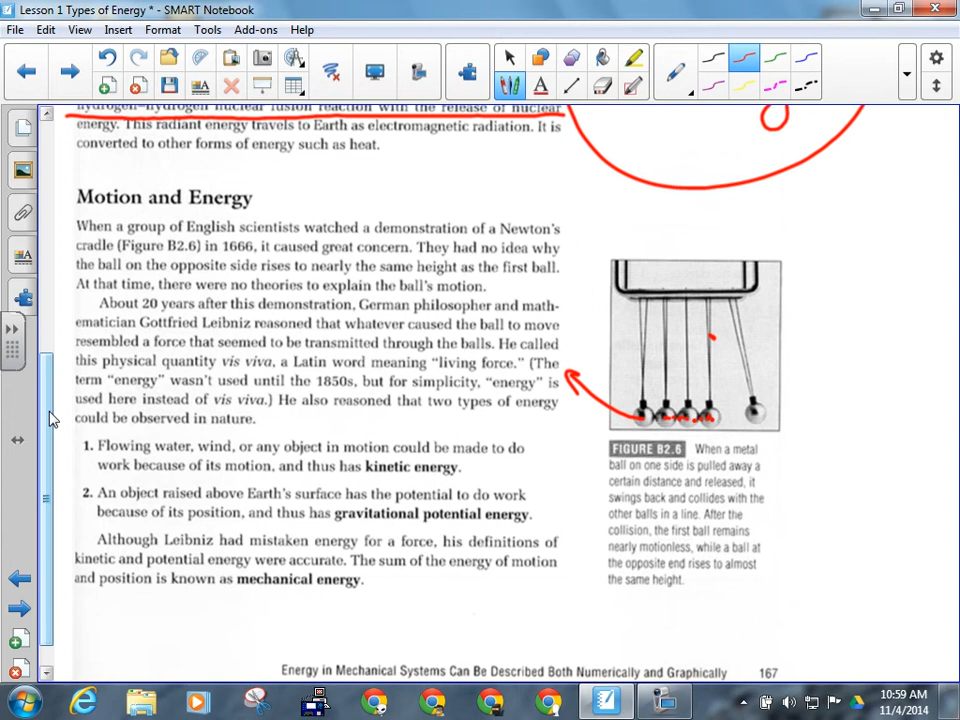 Lesson 1 Types of Energy * - SMART Notebook
File Edit View Insert Format Tools Add-ons Help
hydrogen–hydrogen nuclear fusion reaction with the release of nuclear
energy. This radiant energy travels to Earth as electromagnetic radiation. It is
converted to other forms of energy such as heat.
Motion and Energy
When a group of English scientists watched a demonstration of a Newton's
cradle (Figure B2.6) in 1666, it caused great concern. They had no idea why
the ball on the opposite side rises to nearly the same height as the first ball.
At that time, there were no theories to explain the ball's motion.
About 20 years after this demonstration, German philosopher and math-
ematician Gottfried Leibniz reasoned that whatever caused the ball to move
resembled a force that seemed to be transmitted through the balls. He called
this physical quantity vis viva, a Latin word meaning "living force." (The
term "energy" wasn't used until the 1850s, but for simplicity, "energy" is
used here instead of vis viva.) He also reasoned that two types of energy
could be observed in nature.
1. Flowing water, wind, or any object in motion could be made to do
work because of its motion, and thus has kinetic energy.
2. An object raised above Earth's surface has the potential to do work
because of its position, and thus has gravitational potential energy.
Although Leibniz had mistaken energy for a force, his definitions of
kinetic and potential energy were accurate. The sum of the energy of motion
and position is known as mechanical energy.
FIGURE B2.6 When a metal
ball on one side is pulled away a
certain distance and released, it
swings back and collides with the
other balls in a line. After the
collision, the first ball remains
nearly motionless, while a ball at
the opposite end rises to almost
the same height.
Energy in Mechanical Systems Can Be Described Both Numerically and Graphically 167
10:59 AM
11/4/2014